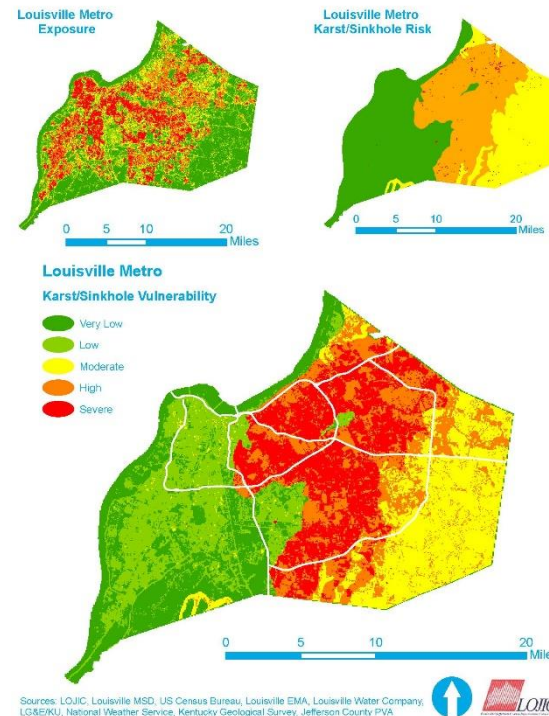 Louisville Metro
Exposure
Louisville Metro
Karst/Sinkhole Risk
0 5 10 20
Miles
0 5 10 20
Miles
Louisville Metro
Karst/Sinkhole Vulnerability
Very Low
Low
Moderate
High
Severe
0 5 10 20
Miles
Sources: LOJIC, Louisville MSD, US Census Bureau, Louisville EMA, Louisville Water Company,
LG&E/KU, National Weather Service, Kentucky Geological Survey, Jefferson County PVA
LOJIC